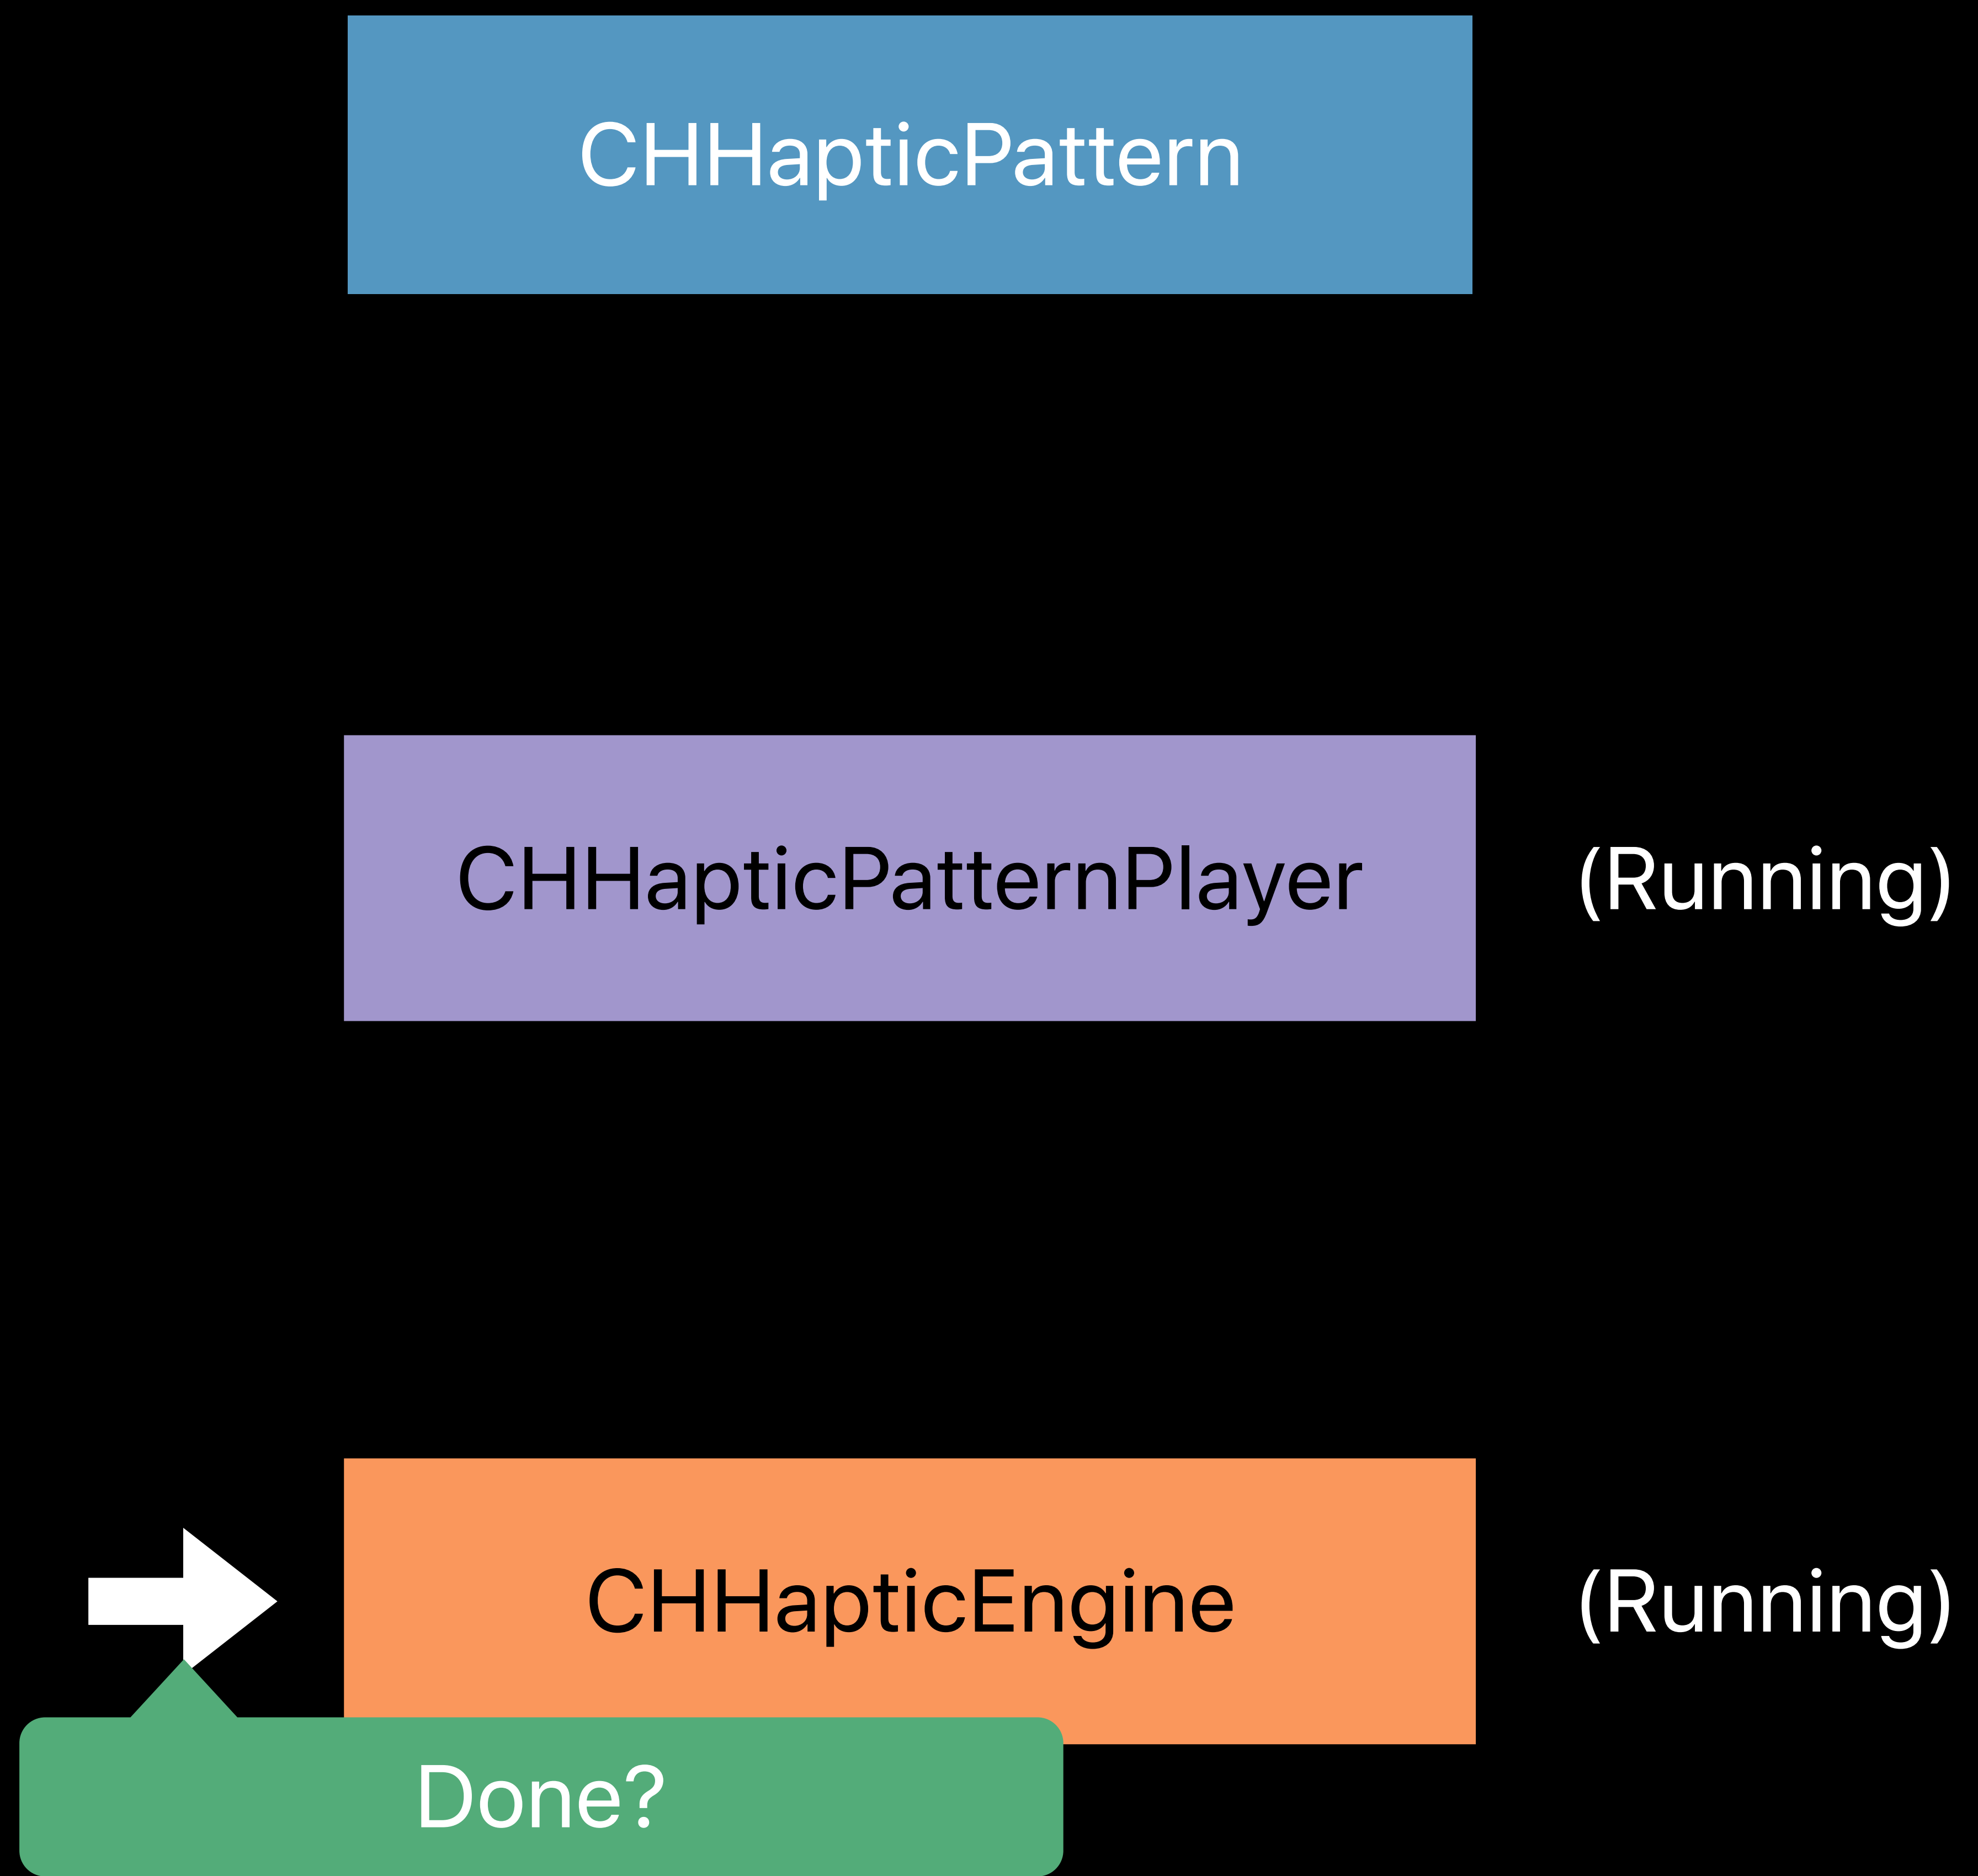 CHHapticPattern
CHHapticPatternPlayer
(Running)
CHHapticEngine
(Running)
Done?